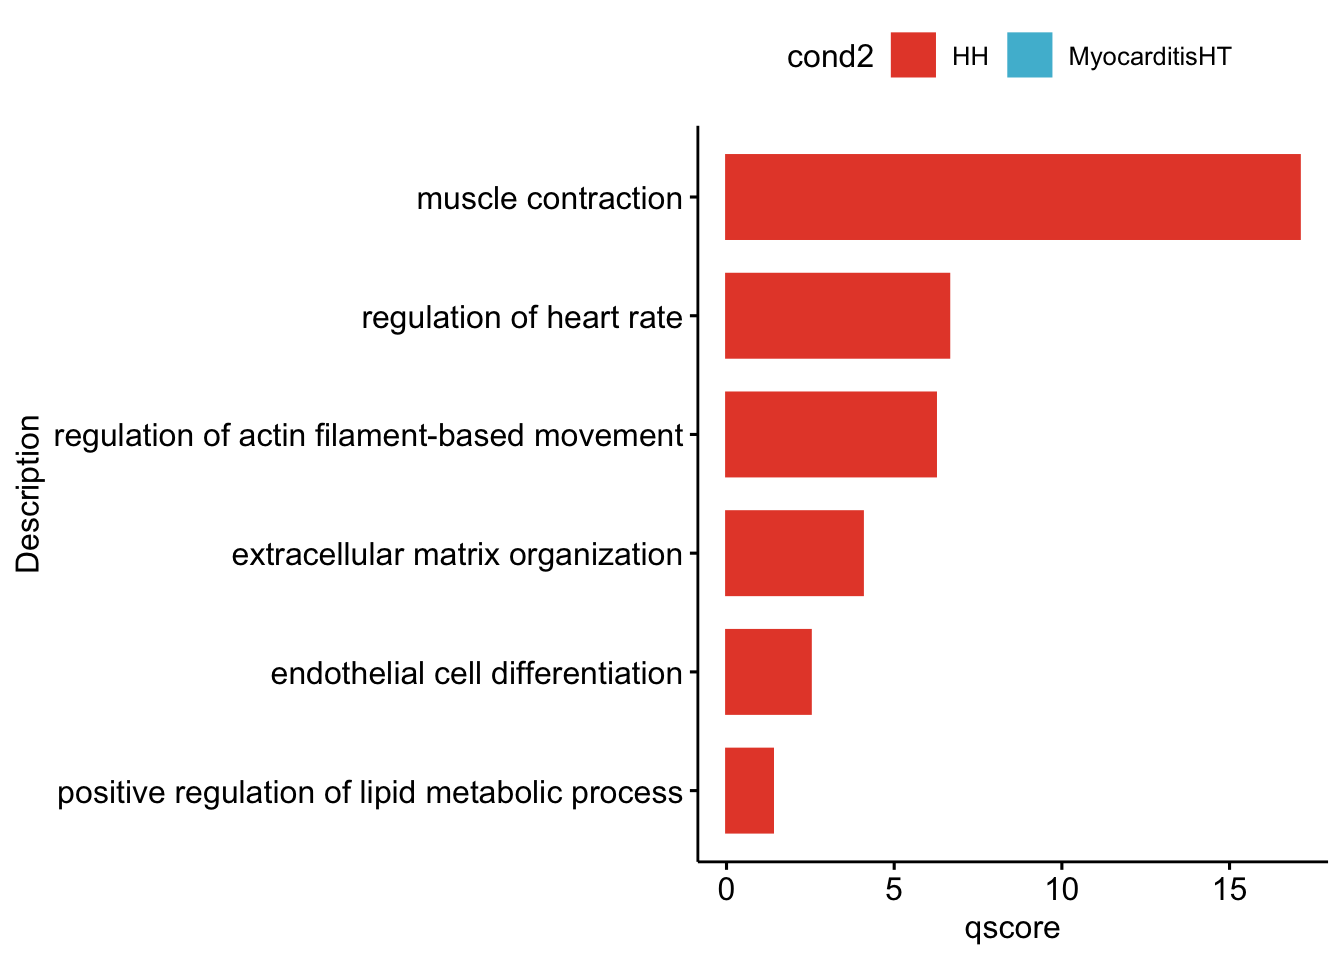 cond2 HH MyocarditisHT
muscle contraction
regulation of heart rate
regulation of actin filament-based movement
extracellular matrix organization
endothelial cell differentiation
positive regulation of lipid metabolic process
Description
0 5 10 15
qscore